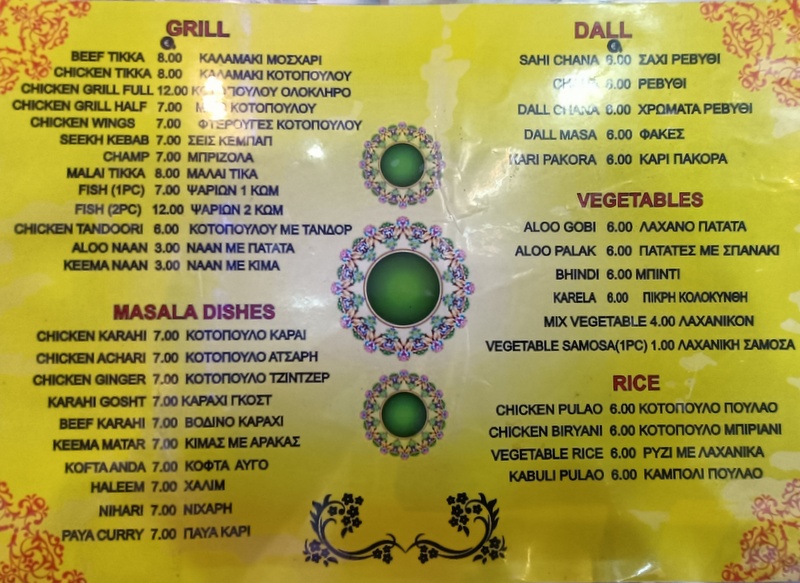 GRILL
BEEF TIKKA 8.00 ΚΑΛΑΜΑΚΙ ΜΟΣΧΑΡΙ
CHICKEN TIKKA 8.00 ΚΑΛΑΜΑΚΙ ΚΟΤΟΠΟΥΛΟΥ
CHICKEN GRILL FULL 12.00 ΚΟΤΟΠΟΥΛΟΥ ΟΛΟΚΛΗΡΟ
CHICKEN GRILL HALF 7.00 ΚΟΤΟΠΟΥΛΟΥ
CHICKEN WINGS 7.00 ΦΤΕΡΟΥΓΕΣ ΚΟΤΟΠΟΥΛΟΥ
SEEKH KEBAB 7.00 ΣΕΙΣ ΚΕΜΠΑΠ
CHAMP 7.00 ΜΠΡΙΖΟΛΑ
MALAI TIKKA 8.00 ΜΑΛΑΙ ΤΙΚΑ
FISH (1PC) 7.00 ΨΑΡΙΩΝ 1 ΚΩΜ
FISH (2PC) 12.00 ΨΑΡΙΩΝ 2 ΚΩΜ
CHICKEN TANDOORI 6.00 ΚΟΤΟΠΟΥΛΟΥ ΜΕ ΤΑΝΔΟΡ
ALOO NAAN 3.00 ΝΑΑΝ ΜΕ ΠΑΤΑΤΑ
KEEMA NAAN 3.00 ΝΑΑΝ ΜΕ ΚΙΜΑ
MASALA DISHES
CHICKEN KARAHI 7.00 ΚΟΤΟΠΟΥΛΟ ΚΑΡΑΙ
CHICKEN ACHARI 7.00 ΚΟΤΟΠΟΥΛΟ ΑΤΣΑΡΗ
CHICKEN GINGER 7.00 ΚΟΤΟΠΟΥΛΟ ΤΖΙΝΤΖΕΡ
KARAHI GOSHT 7.00 ΚΑΡΑΧΙ ΓΚΟΣΤ
BEEF KARAHI 7.00 ΒΟΔΙΝΟ ΚΑΡΑΧΙ
KEEMA MATAR 7.00 ΚΙΜΑΣ ΜΕ ΑΡΑΚΑΣ
KOFTA ANDA 7.00 ΚΟΦΤΑ ΑΥΓΟ
HALEEM 7.00 ΧΑΛΙΜ
NIHARI 7.00 ΝΙΧΑΡΗ
PAYA CURRY 7.00 ΠΑΥΑ ΚΑΡΙ
DALL
SAHI CHANA 6.00 ΣΑΧΙ ΡΕΒΥΘΙ
6.00 ΡΕΒΥΘΙ
DALL CHANA 6.00 ΧΡΩΜΑΤΑ ΡΕΒΥΘΙ
DALL MASA 6.00 ΦΑΚΕΣ
KARI PAKORA 6.00 ΚΑΡΙ ΠΑΚΟΡΑ
VEGETABLES
ALOO GOBI 6.00 ΛΑΧΑΝΟ ΠΑΤΑΤΑ
ALOO PALAK 6.00 ΠΑΤΑΤΕΣ ΜΕ ΣΠΑΝΑΚΙ
BHINDI 6.00 ΜΠΙΝΤΙ
KARELA 6.00 ΠΙΚΡΗ ΚΟΛΟΚΥΝΘΗ
MIX VEGETABLE 4.00 ΛΑΧΑΝΙΚΟΝ
VEGETABLE SAMOSA(1PC) 1.00 ΛΑΧΑΝΙΚΗ ΣΑΜΟΣΑ
RICE
CHICKEN PULAO 6.00 ΚΟΤΟΠΟΥΛΟ ΠΟΥΛΑΟ
CHICKEN BIRYANI 6.00 ΚΟΤΟΠΟΥΛΟ ΜΠΙΡΙΑΝΙ
VEGETABLE RICE 6.00 ΡΥΖΙ ΜΕ ΛΑΧΑΝΙΚΑ
KABULI PULAO 6.00 ΚΑΜΠΟΛΙ ΠΟΥΛΑΟ